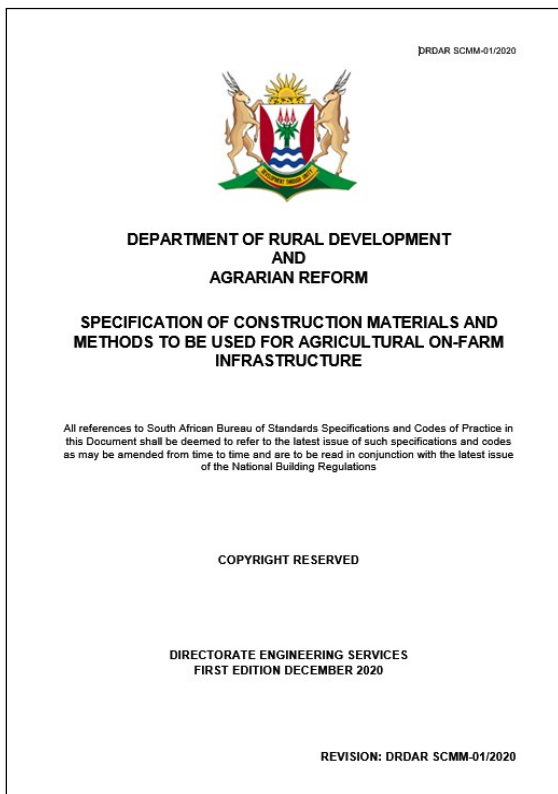 DRDAR SCMM-01/2020
DEVELOPMENT THROUGH UNITY
DEPARTMENT OF RURAL DEVELOPMENT
AND
AGRARIAN REFORM
SPECIFICATION OF CONSTRUCTION MATERIALS AND
METHODS TO BE USED FOR AGRICULTURAL ON-FARM
INFRASTRUCTURE
All references to South African Bureau of Standards Specifications and Codes of Practice in
this Document shall be deemed to refer to the latest issue of such specifications and codes
as may be amended from time to time and are to be read in conjunction with the latest issue
of the National Building Regulations
COPYRIGHT RESERVED
DIRECTORATE ENGINEERING SERVICES
FIRST EDITION DECEMBER 2020
REVISION: DRDAR SCMM-01/2020